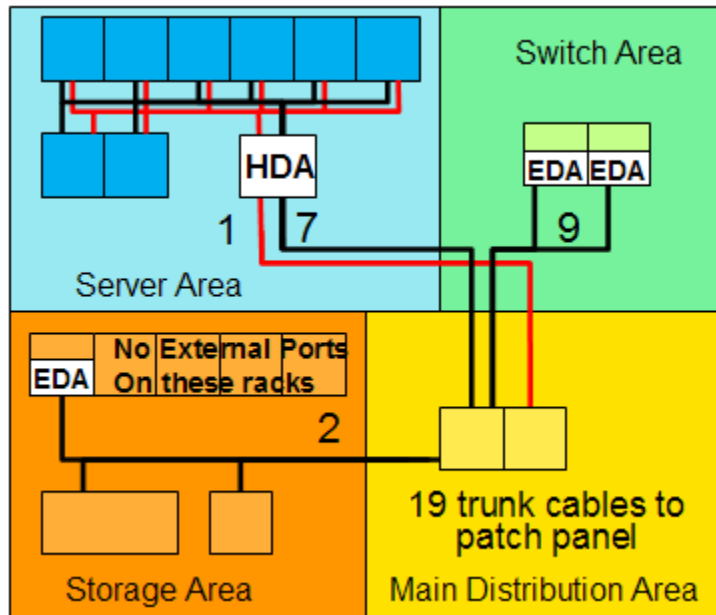 Switch Area
HDA
EDA EDA
1 7 9
Server Area
No External Ports
On these racks
EDA
2
19 trunk cables to
patch panel
Storage Area
Main Distribution Area